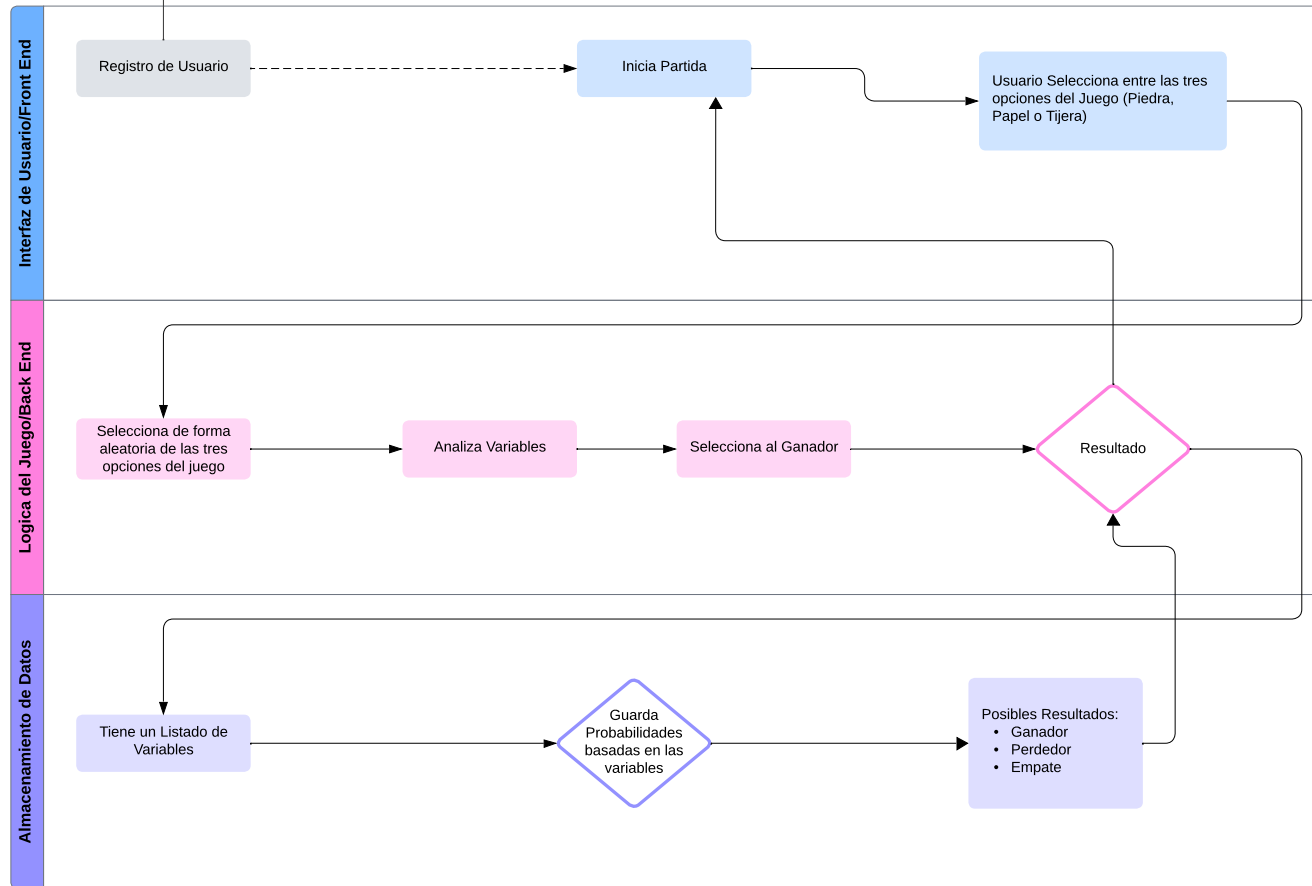 Interfaz de Usuario/Front End
Registro de Usuario
Inicia Partida
Usuario Selecciona entre las tres
opciones del Juego (Piedra,
Papel o Tijera)
Logica del Juego/Back End
Selecciona de forma
aleatoria de las tres
opciones del juego
Analiza Variables
Selecciona al Ganador
Resultado
Almacenamiento de Datos
Tiene un Listado de
Variables
Guarda
Probabilidades
basadas en las
variables
Posibles Resultados:
• Ganador
• Perdedor
• Empate